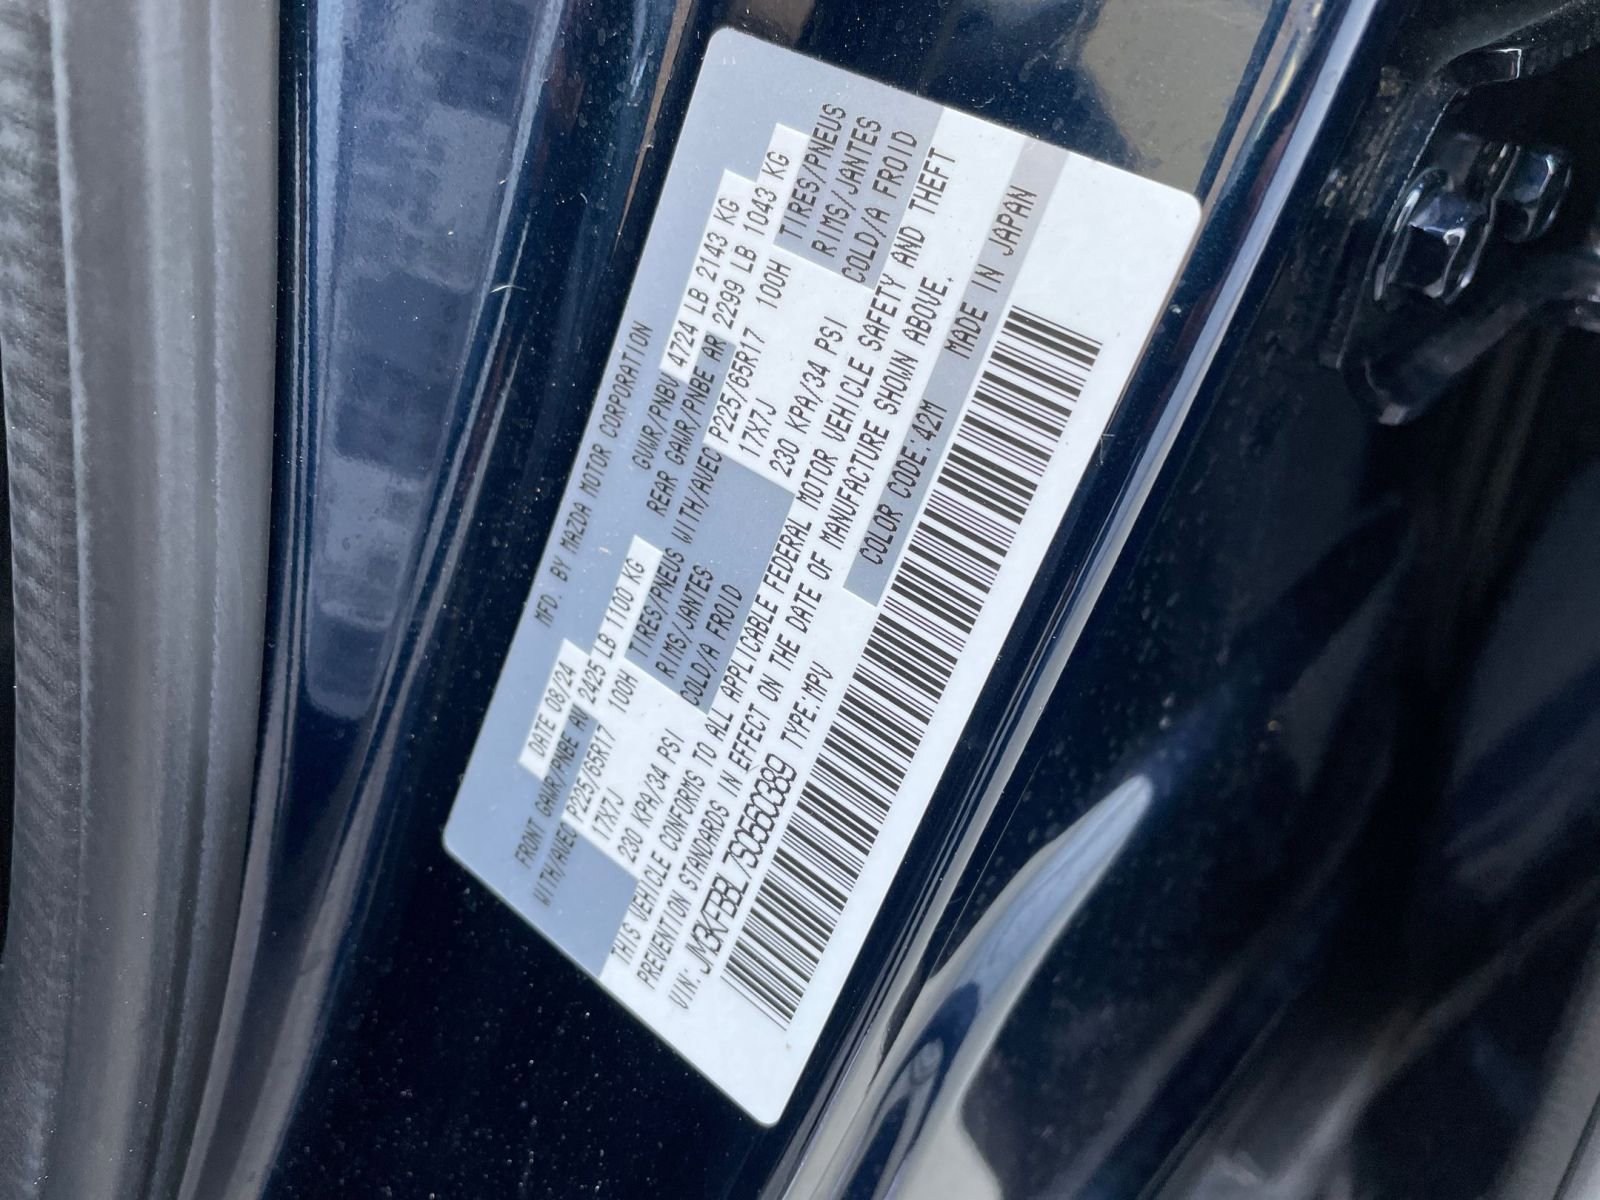 MFD. BY MAZDA MOTOR CORPORATION
DATE 08/24 GVWR/PNBV 4724 LB 2143 KG
FRONT GAWR/PNBE AV 2425 LB 1100 KG REAR GAWR/PNBE AR 2299 LB 1043 KG
WITH/AVEC P225/65R17 100H TIRES/PNEUS WITH/AVEC P225/65R17 100H TIRES/PNEUS
17X7J RIMS/JANTES 17X7J RIMS/JANTES
230 KPA/34 PSI COLD/A FROID 230 KPA/34 PSI COLD/A FROID
THIS VEHICLE CONFORMS TO ALL APPLICABLE FEDERAL MOTOR VEHICLE SAFETY AND THEFT
PREVENTION STANDARDS IN EFFECT ON THE DATE OF MANUFACTURE SHOWN ABOVE.
VIN: JM3KFBBL7S0560389 TYPE:MPV COLOR CODE:42M MADE IN JAPAN